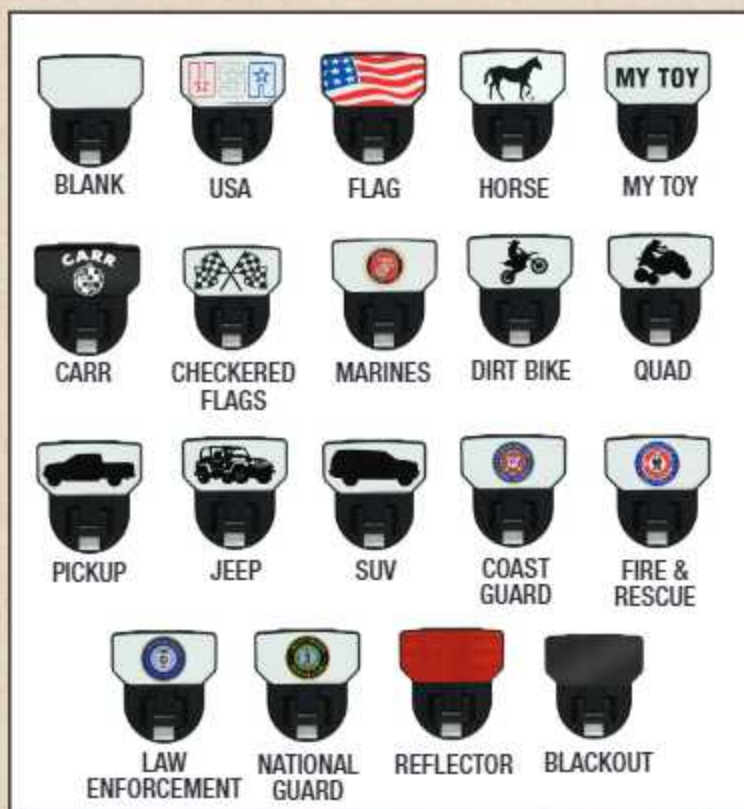 BLANK
USA
FLAG
MY TOY
HORSE
MY TOY
CARR
CARR
CHECKERED
FLAGS
MARINES
DIRT BIKE
QUAD
PICKUP
JEEP
SUV
COAST
GUARD
FIRE &
RESCUE
LAW
ENFORCEMENT
NATIONAL
GUARD
REFLECTOR
BLACKOUT